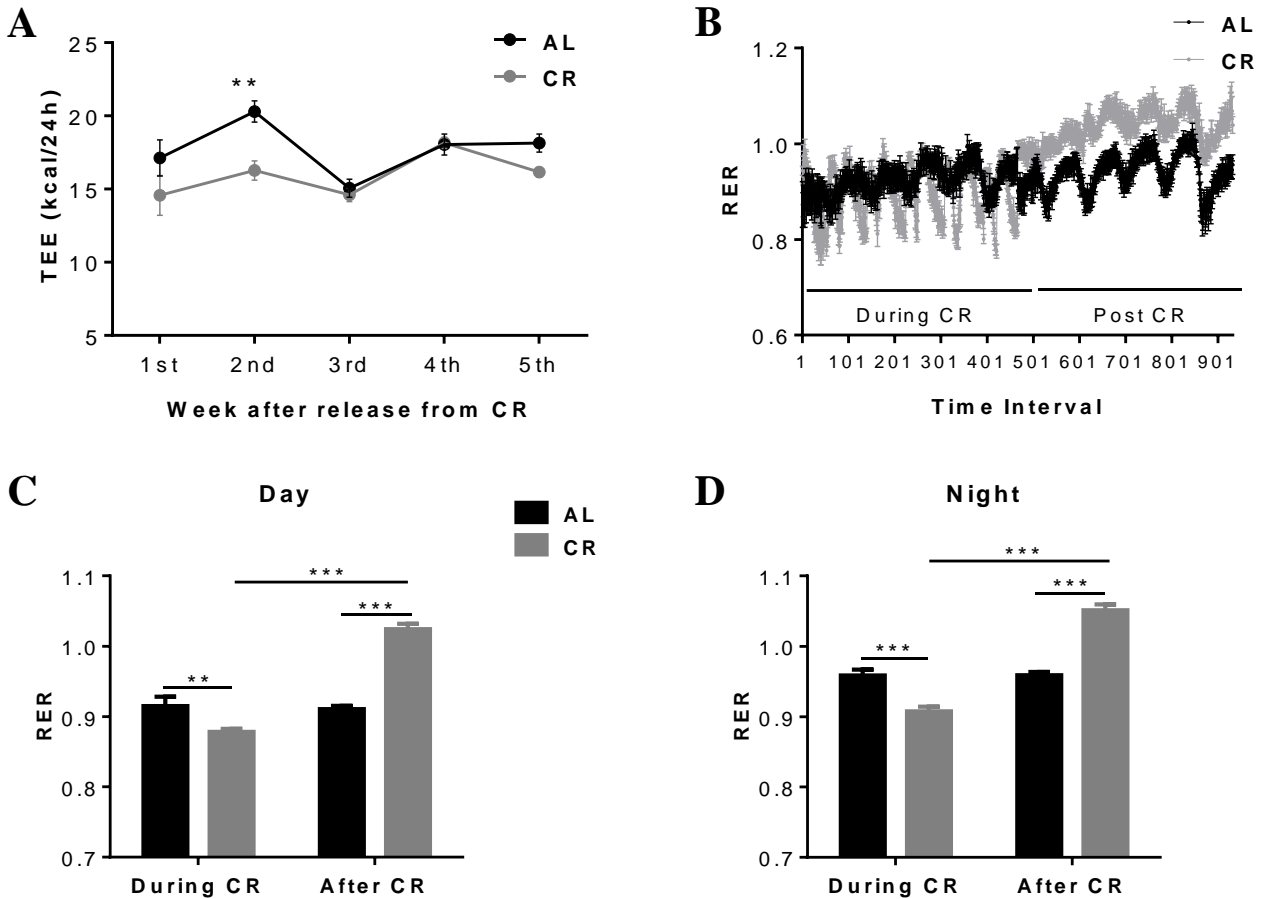 A
AL
CR
**
TEE (kcal/24h)
25
20
15
10
5
1st 2nd 3rd 4th 5th
Week after release from CR
B
AL
CR
RER
1.2
1.0
0.8
0.6
During CR Post CR
1 101 201 301 401 501 601 701 801 901
Time Interval
C
Day
AL
CR
***
***
**
RER
1.1
1.0
0.9
0.8
0.7
During CR After CR
D
Night
***
***
***
RER
1.1
1.0
0.9
0.8
0.7
During CR After CR